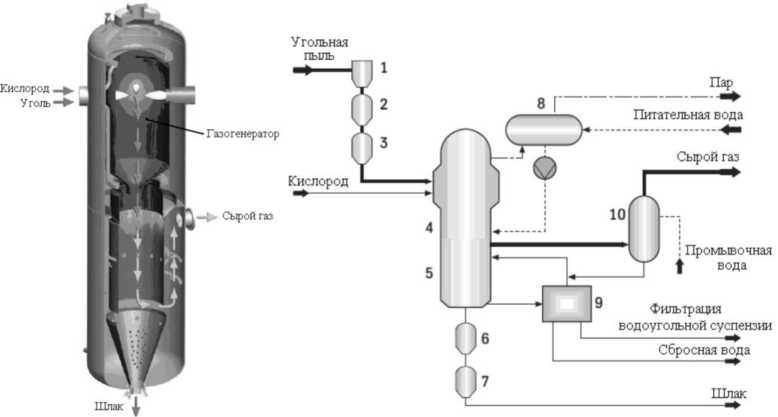 Кислород
Уголь
Газогенератор
Сырой газ
Шлак
Угольная
пыль
1
2
3
8
Пар
Питательная вода
Сырой газ
Кислород
4
10
Промывочная
вода
5
9
Фильтрация
водоугольной суспензии
6
Сбросная вода
7
Шлак